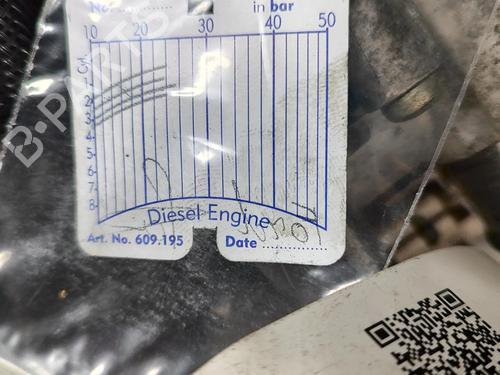 No. ............ in bar
10 20 30 40 50
Cyl.
1
2
3
4
5
6
7
8
Diesel Engine
Art. No. 609.195 Date ...............
B-PARTS